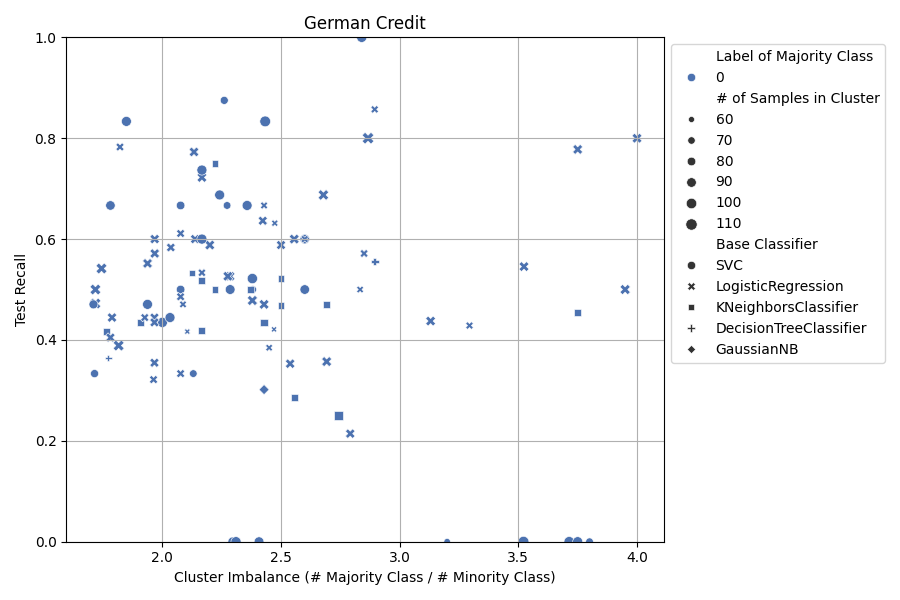 German Credit
1.0
0.8
0.6
0.4
0.2
0.0
Test Recall
2.0 2.5 3.0 3.5 4.0
Cluster Imbalance (# Majority Class / # Minority Class)
Label of Majority Class
0
# of Samples in Cluster
60
70
80
90
100
110
Base Classifier
SVC
LogisticRegression
KNeighborsClassifier
DecisionTreeClassifier
GaussianNB